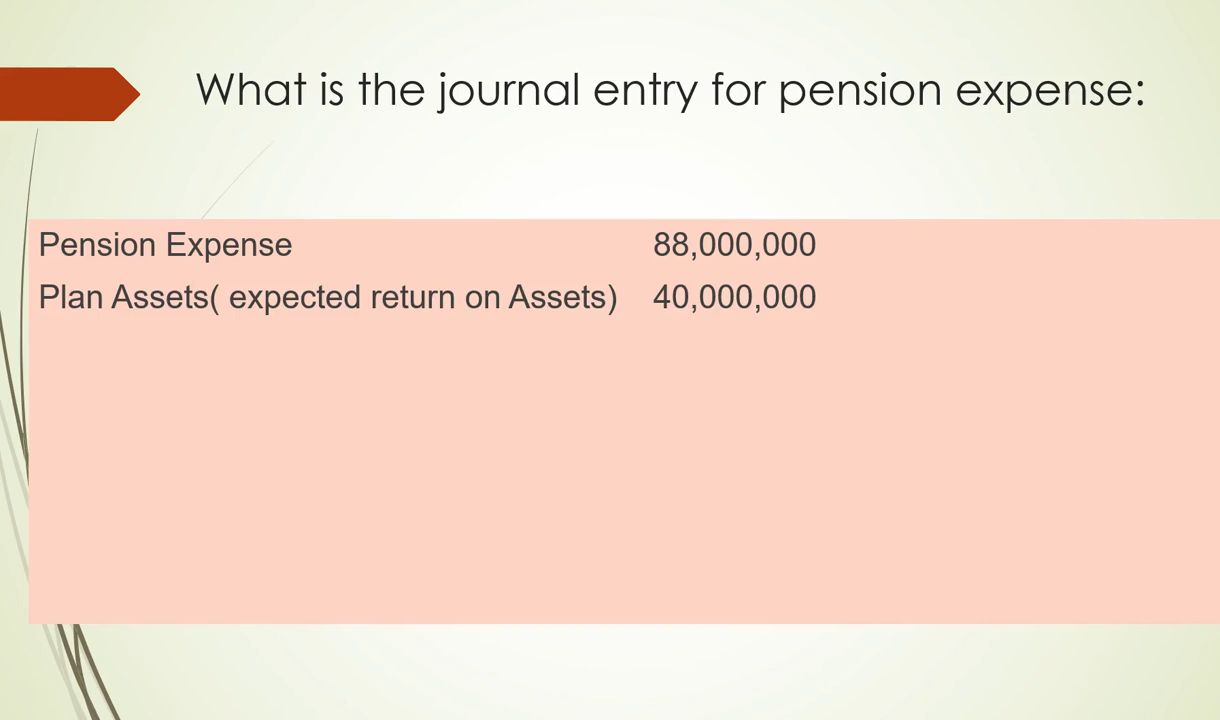 What is the journal entry for pension expense:
Pension Expense 88,000,000
Plan Assets( expected return on Assets) 40,000,000